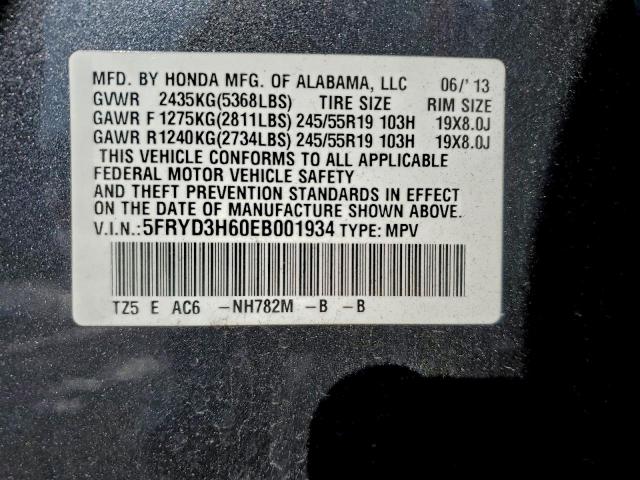 MFD. BY HONDA MFG. OF ALABAMA, LLC 06/'13
GVWR 2435KG(5368LBS) TIRE SIZE RIM SIZE
GAWR F 1275KG(2811LBS) 245/55R19 103H 19X8.0J
GAWR R 1240KG(2734LBS) 245/55R19 103H 19X8.0J
THIS VEHICLE CONFORMS TO ALL APPLICABLE
FEDERAL MOTOR VEHICLE SAFETY
AND THEFT PREVENTION STANDARDS IN EFFECT
ON THE DATE OF MANUFACTURE SHOWN ABOVE.
V.I.N.:5FRYD3H60EB001934 TYPE: MPV
TZ5 E AC6 -NH782M -B -B